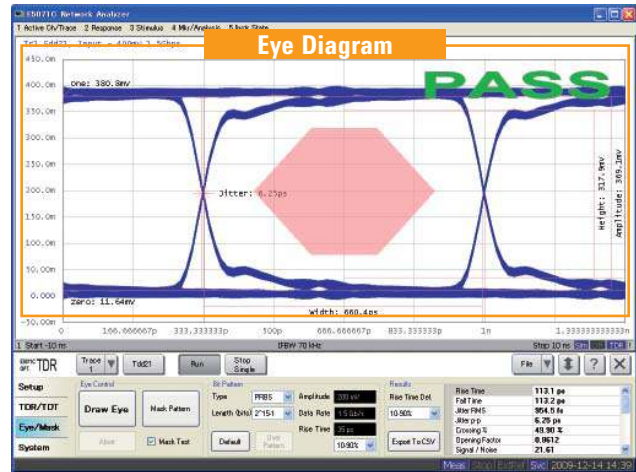 E5071C Network Analyzer
1 Active Ch/Trace 2 Response 3 Stimulus 4 Mkr/Analysis 5 Instr State
Eye Diagram
450.0m
400.0m
350.0m
300.0m
250.0m
200.0m
150.0m
100.0m
50.00m
0.000
-50.00m
one: 380.8mV
PASS
Jitter: 6.25ps
Height: 317.9mV
Amplitude: 369.1mV
zero: 11.64mV
Width: 660.4ps
0 166.666667p 333.333333p 500p 666.666667p 833.333333p 1n 1.33333333333n
1 Start -10 ns IFBW 70 kHz Stop 10 ns
TDR Trace 1 Tdd21 Run Stop Single File ? X
Setup
TDR/TDT
Eye/Mask
System
Eye Control
Draw Eye Mask Pattern
Abort Mask Test
Bit Pattern
Type PRBS Amplitude 200 mV
Length (bits) 2^15-1 Data Rate 1.5 Gb/s
Rise Time 35 ps
Default User Pattern 10-90%
Results
Rise Time Def.
10-90%
Export To CSV
Rise Time 113.1 ps
Fall Time 113.2 ps
Jitter RMS 954.5 fs
Jitter p-p 6.25 ps
Crossing % 49.90 %
Opening Factor 0.8612
Signal / Noise 21.61
Meas Stop ExtRef Svc 2009-12-14 14:39